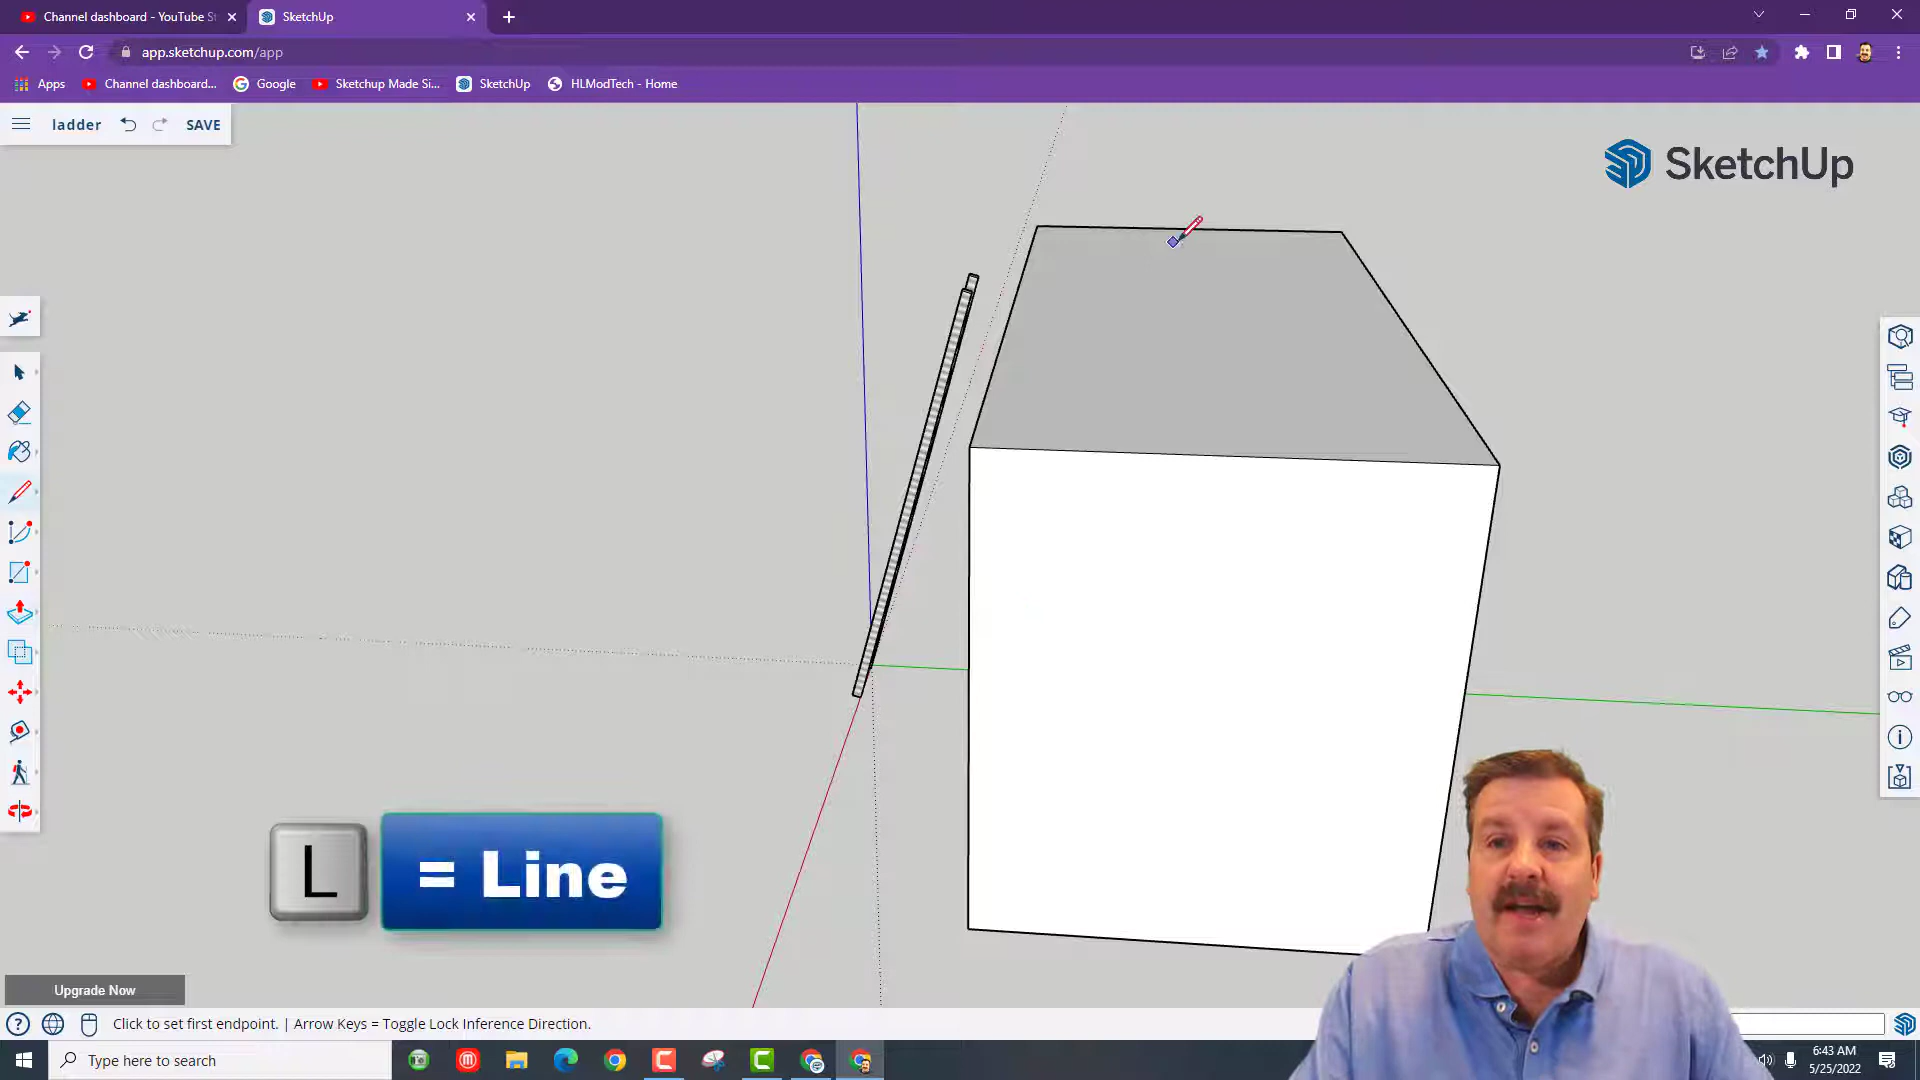 Channel dashboard - YouTube S
SketchUp
app.sketchup.com/app
Apps
Channel dashboard...
Google
Sketchup Made Si...
SketchUp
HLModTech - Home
ladder
SAVE
SketchUp
L
= Line
Upgrade Now
Click to set first endpoint. | Arrow Keys = Toggle Lock Inference Direction.
Type here to search
6:43 AM
5/25/2022